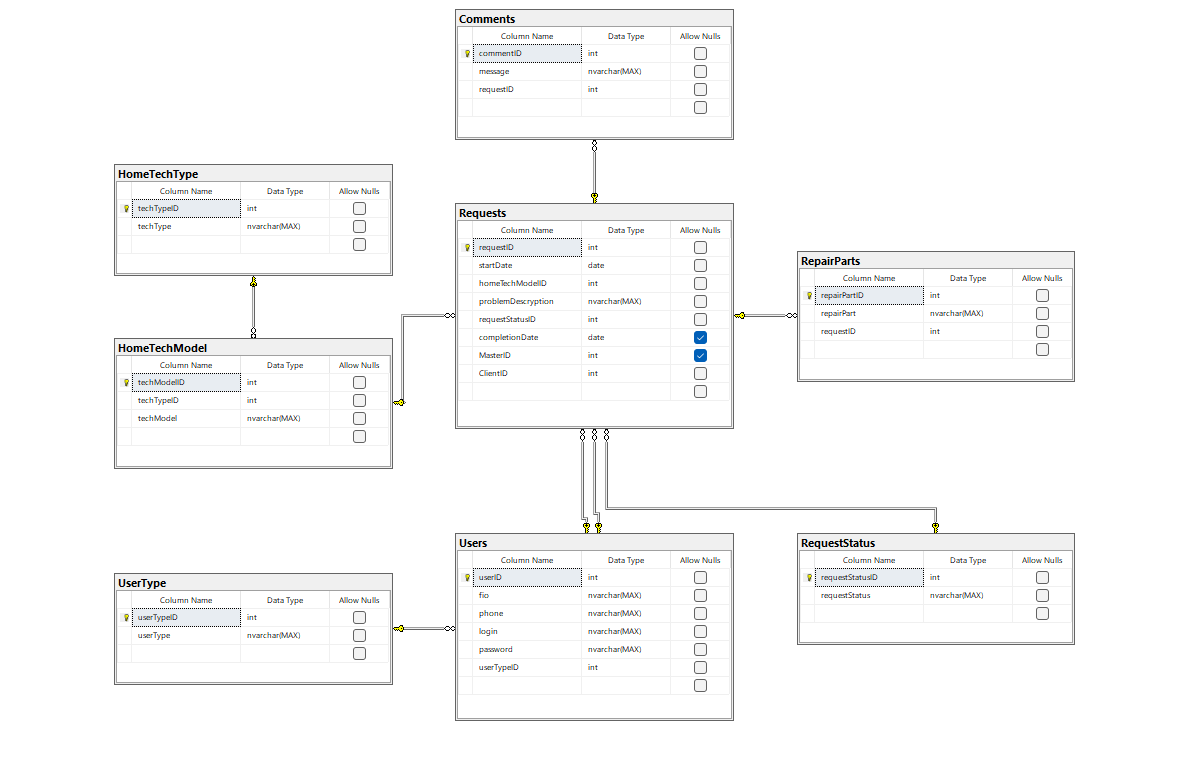 Comments
Column Name Data Type Allow Nulls
commentID int
message nvarchar(MAX)
requestID int
HomeTechType
Column Name Data Type Allow Nulls
techTypeID int
techType nvarchar(MAX)
Requests
Column Name Data Type Allow Nulls
requestID int
startDate date
homeTechModelID int
problemDescryption nvarchar(MAX)
requestStatusID int
completionDate date
MasterID int
ClientID int
RepairParts
Column Name Data Type Allow Nulls
repairPartID int
repairPart nvarchar(MAX)
requestID int
HomeTechModel
Column Name Data Type Allow Nulls
techModelID int
techTypeID int
techModel nvarchar(MAX)
Users
Column Name Data Type Allow Nulls
userID int
fio nvarchar(MAX)
phone nvarchar(MAX)
login nvarchar(MAX)
password nvarchar(MAX)
userTypeID int
RequestStatus
Column Name Data Type Allow Nulls
requestStatusID int
requestStatus nvarchar(MAX)
UserType
Column Name Data Type Allow Nulls
userTypeID int
userType nvarchar(MAX)